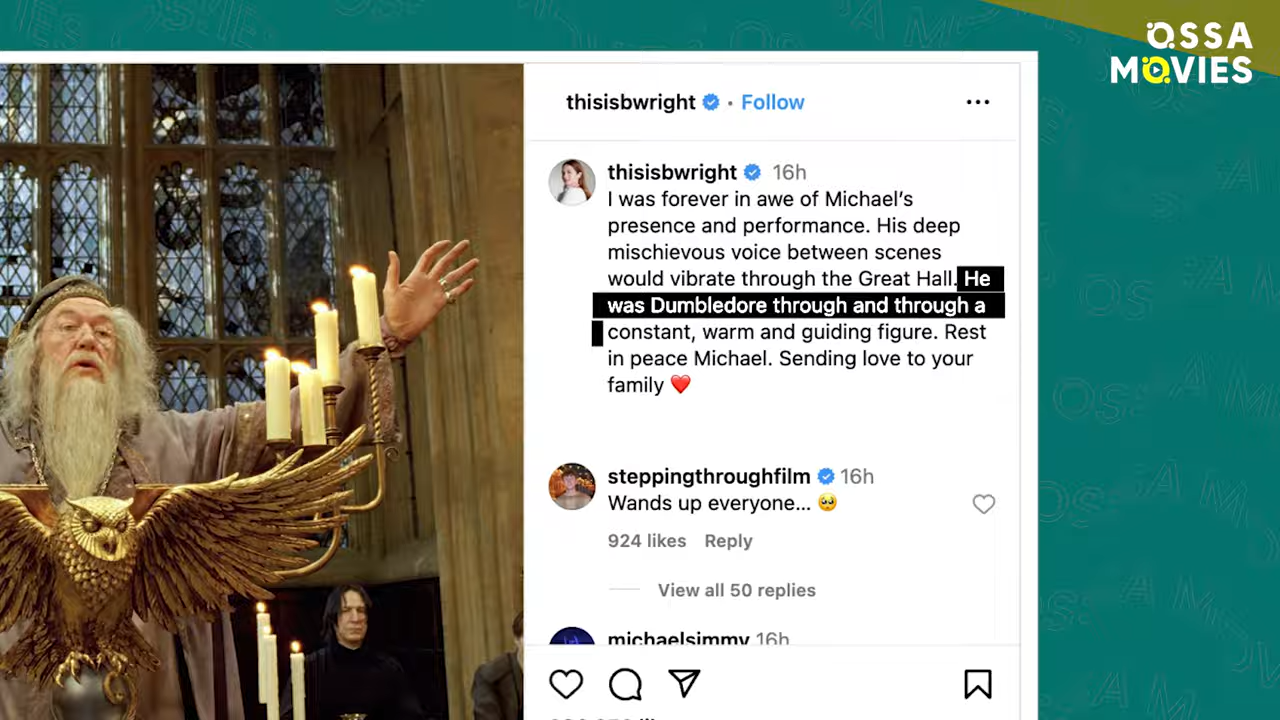 OSSA
MOVIES
thisisbwright • Follow
thisisbwright 16h
I was forever in awe of Michael’s
presence and performance. His deep
mischievous voice between scenes
would vibrate through the Great Hall. He
was Dumbledore through and through a
constant, warm and guiding figure. Rest
in peace Michael. Sending love to your
family ❤️
steppingthroughfilm 16h
Wands up everyone... 🥹
924 likes Reply
View all 50 replies
michaelsimmy 16h